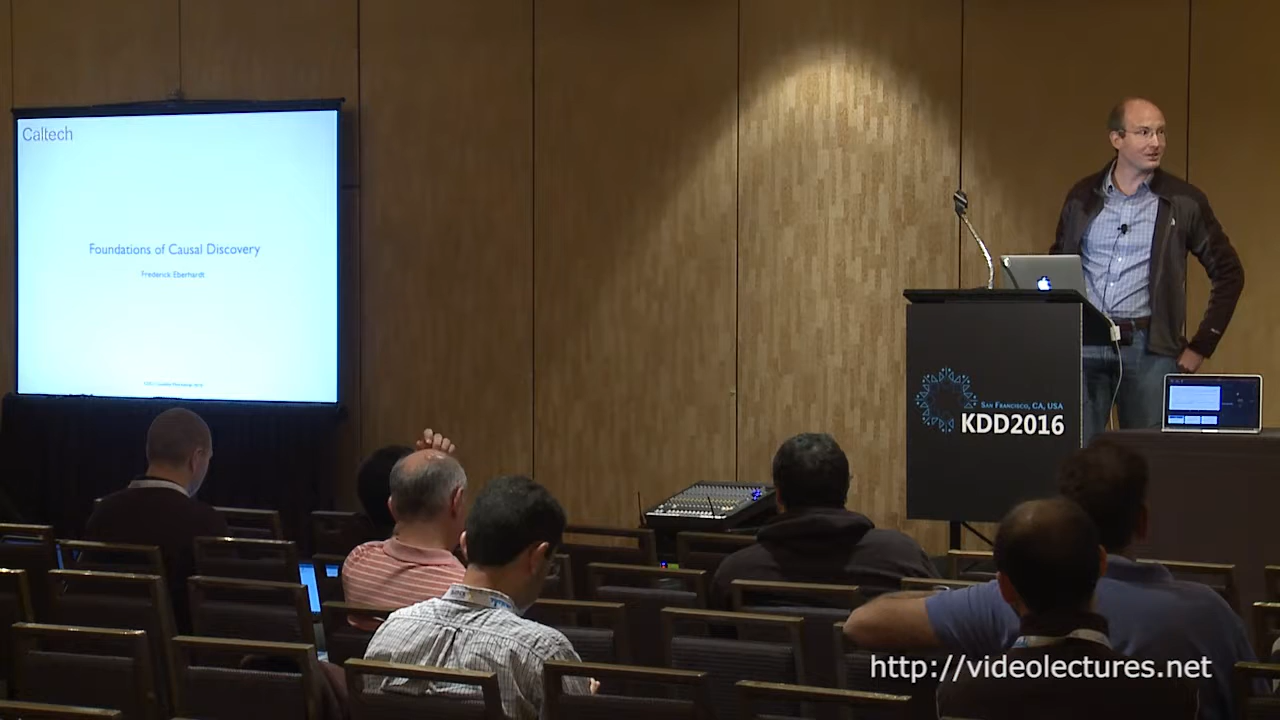 Caltech
Foundations of Causal Discovery
Frederick Eberhardt
SAN FRANCISCO, CA, USA
KDD2016
http://videolectures.net